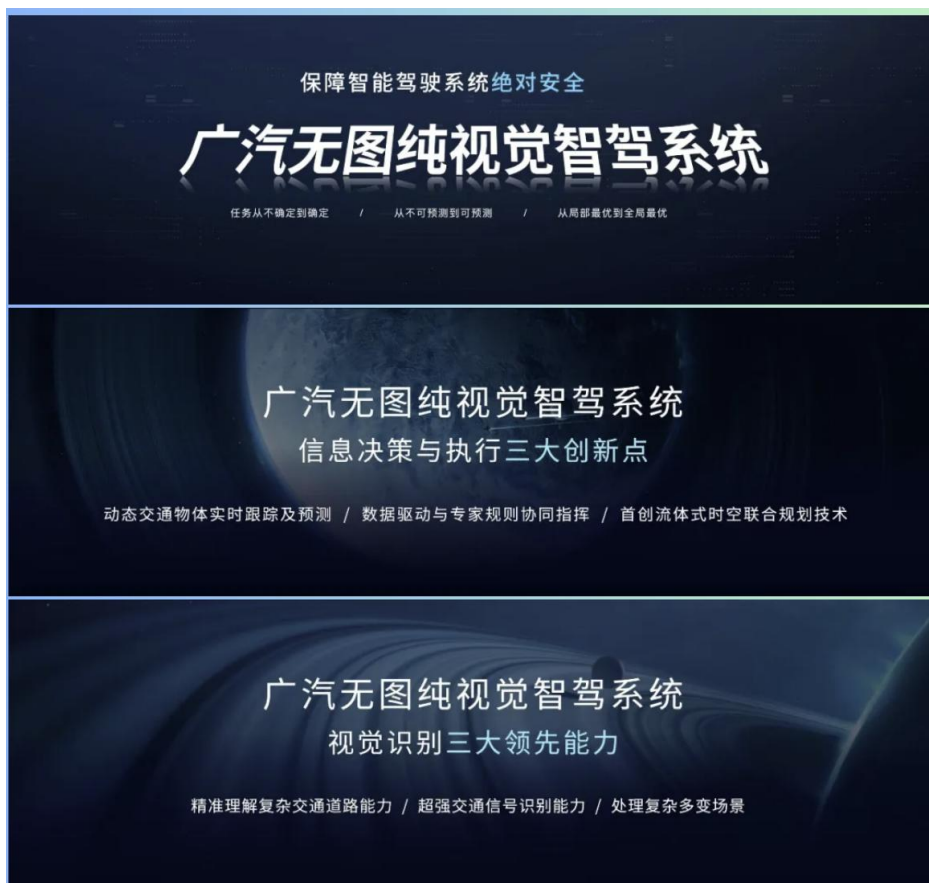 保障智能驾驶系统绝对安全
广汽无图纯视觉智驾系统
任务从不确定到确定 / 从不可预测到可预测 / 从局部最优到全局最优
广汽无图纯视觉智驾系统
信息决策与执行三大创新点
动态交通物体实时跟踪及预测 / 数据驱动与专家规则协同指挥 / 首创流体式时空联合规划技术
广汽无图纯视觉智驾系统
视觉识别三大领先能力
精准理解复杂交通道路能力 / 超强交通信号识别能力 / 处理复杂多变场景